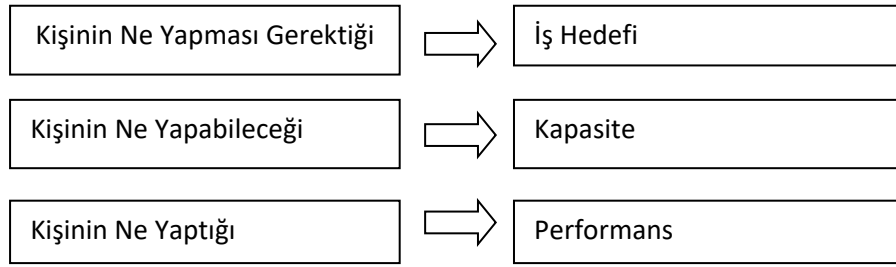 Kişinin Ne Yapması Gerektiği
İş Hedefi
Kişinin Ne Yapabileceği
Kapasite
Kişinin Ne Yaptığı
Performans